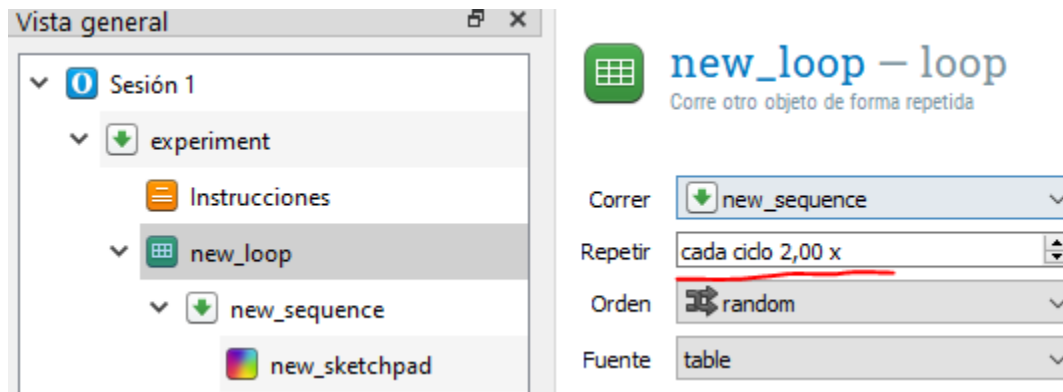 Vista general
Sesión 1
experiment
Instrucciones
new_loop
new_sequence
new_sketchpad
new_loop — loop
Corre otro objeto de forma repetida
Correr new_sequence
Repetir cada ciclo 2,00 x
Orden random
Fuente table